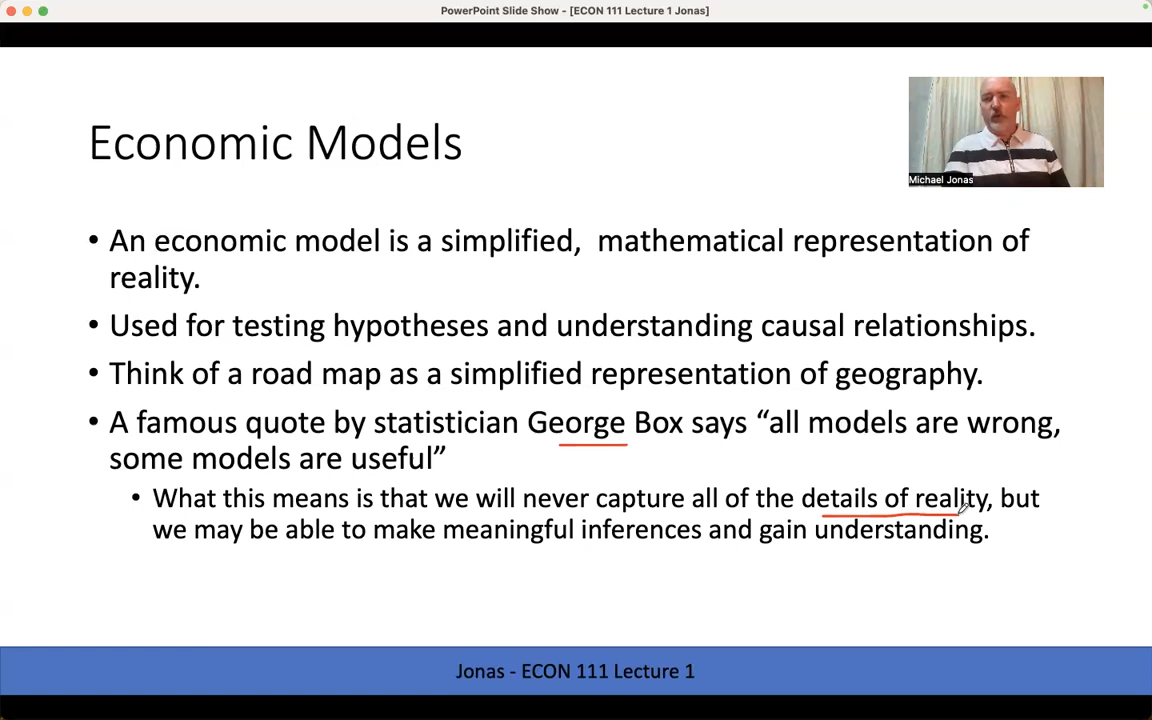 PowerPoint Slide Show - [ECON 111 Lecture 1 Jonas]
Michael Jonas
Economic Models
• An economic model is a simplified,  mathematical representation of
reality.
• Used for testing hypotheses and understanding causal relationships.
• Think of a road map as a simplified representation of geography.
• A famous quote by statistician George Box says “all models are wrong,
some models are useful”
• What this means is that we will never capture all of the details of reality, but
we may be able to make meaningful inferences and gain understanding.
Jonas - ECON 111 Lecture 1